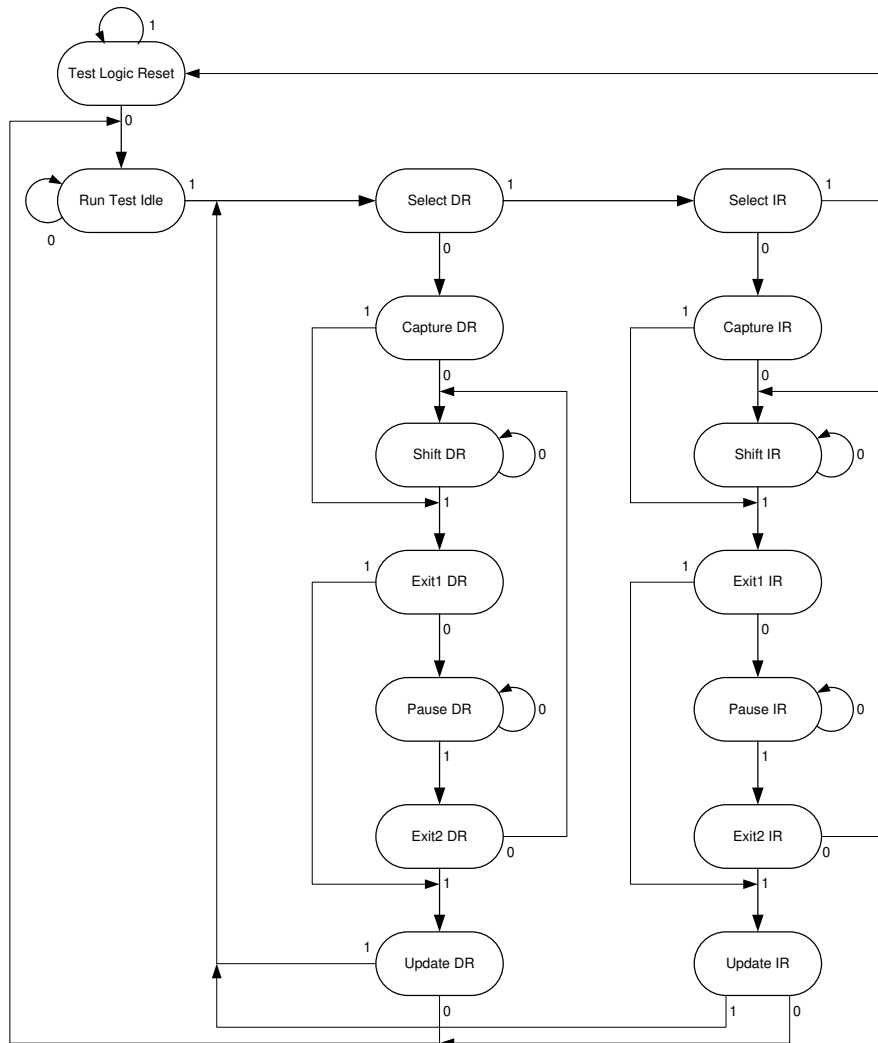 1
Test Logic Reset
0
Run Test Idle
1
0
Select DR
1
0
Select IR
1
0
1
Capture DR
0
1
Capture IR
0
Shift DR
0
1
Shift IR
0
1
1
Exit1 DR
0
1
Exit1 IR
0
Pause DR
0
1
Pause IR
0
1
Exit2 DR
0
1
Exit2 IR
0
1
1
Update DR
0
Update IR
1
0